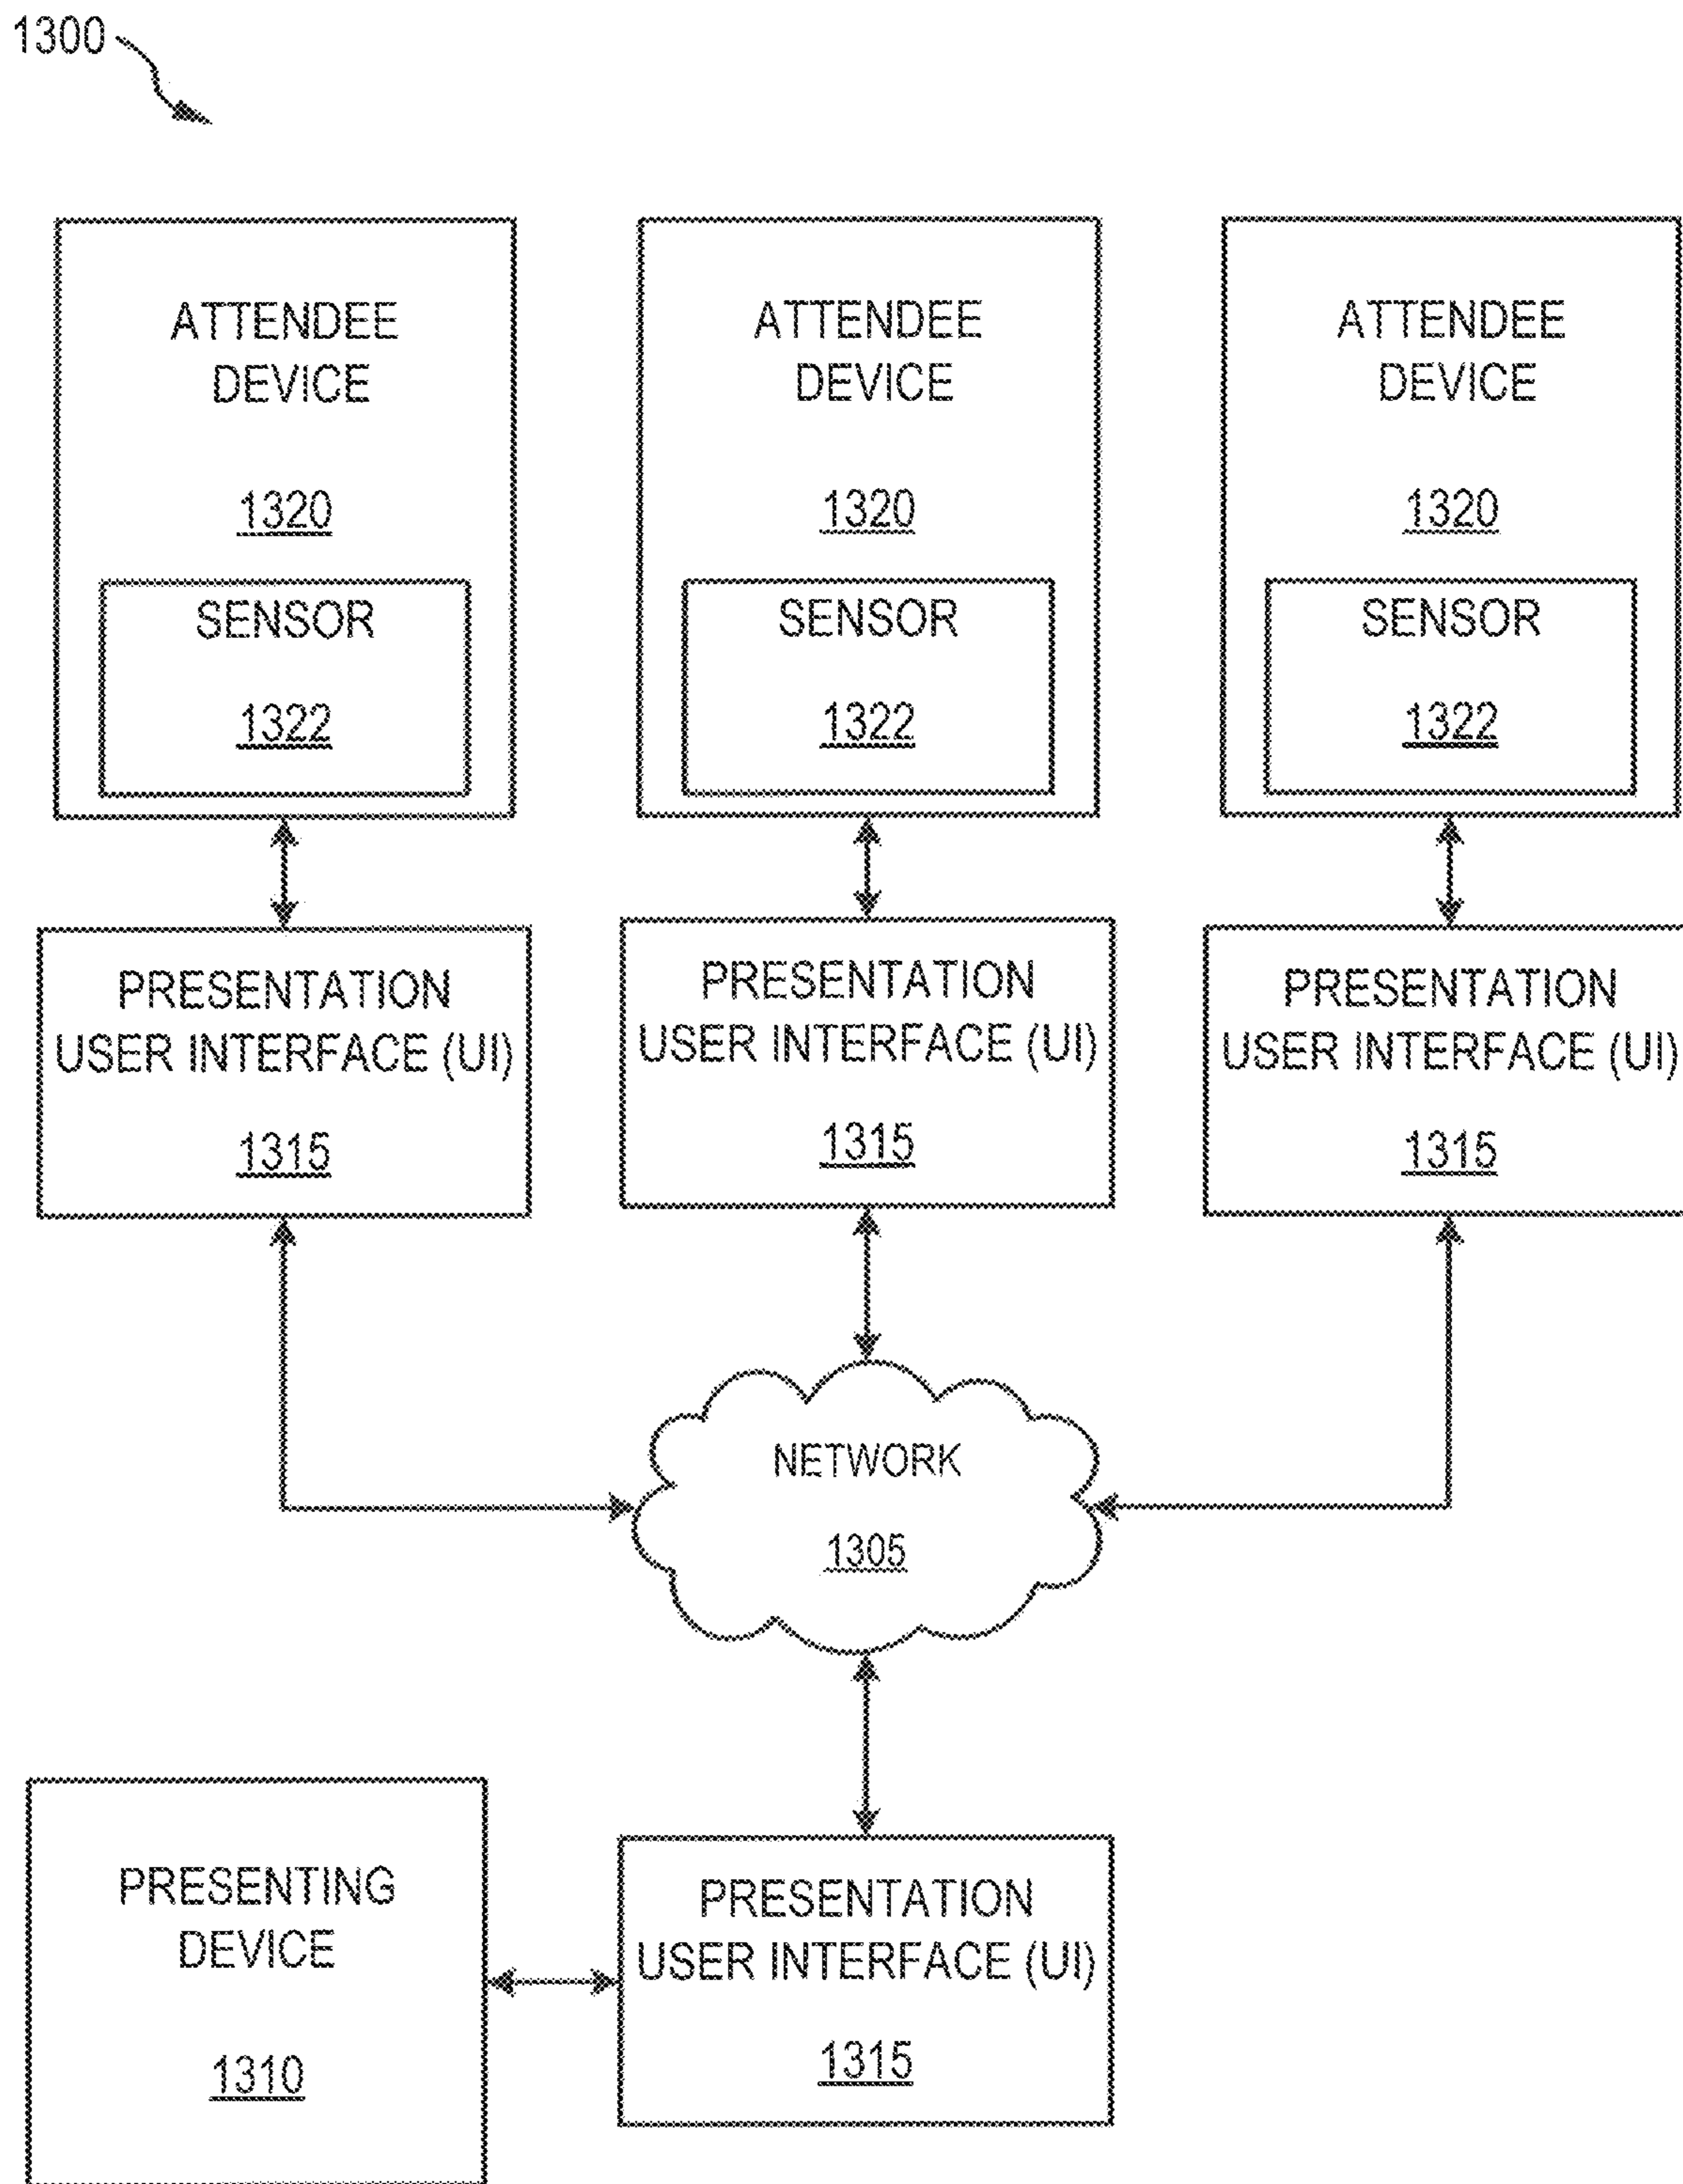 1300
ATTENDEE
DEVICE
1320
SENSOR
1322
ATTENDEE
DEVICE
1320
SENSOR
1322
ATTENDEE
DEVICE
1320
SENSOR
1322
PRESENTATION
USER INTERFACE (UI)
1315
PRESENTATION
USER INTERFACE (UI)
1315
PRESENTATION
USER INTERFACE (UI)
1315
NETWORK
1305
PRESENTING
DEVICE
1310
PRESENTATION
USER INTERFACE (UI)
1315